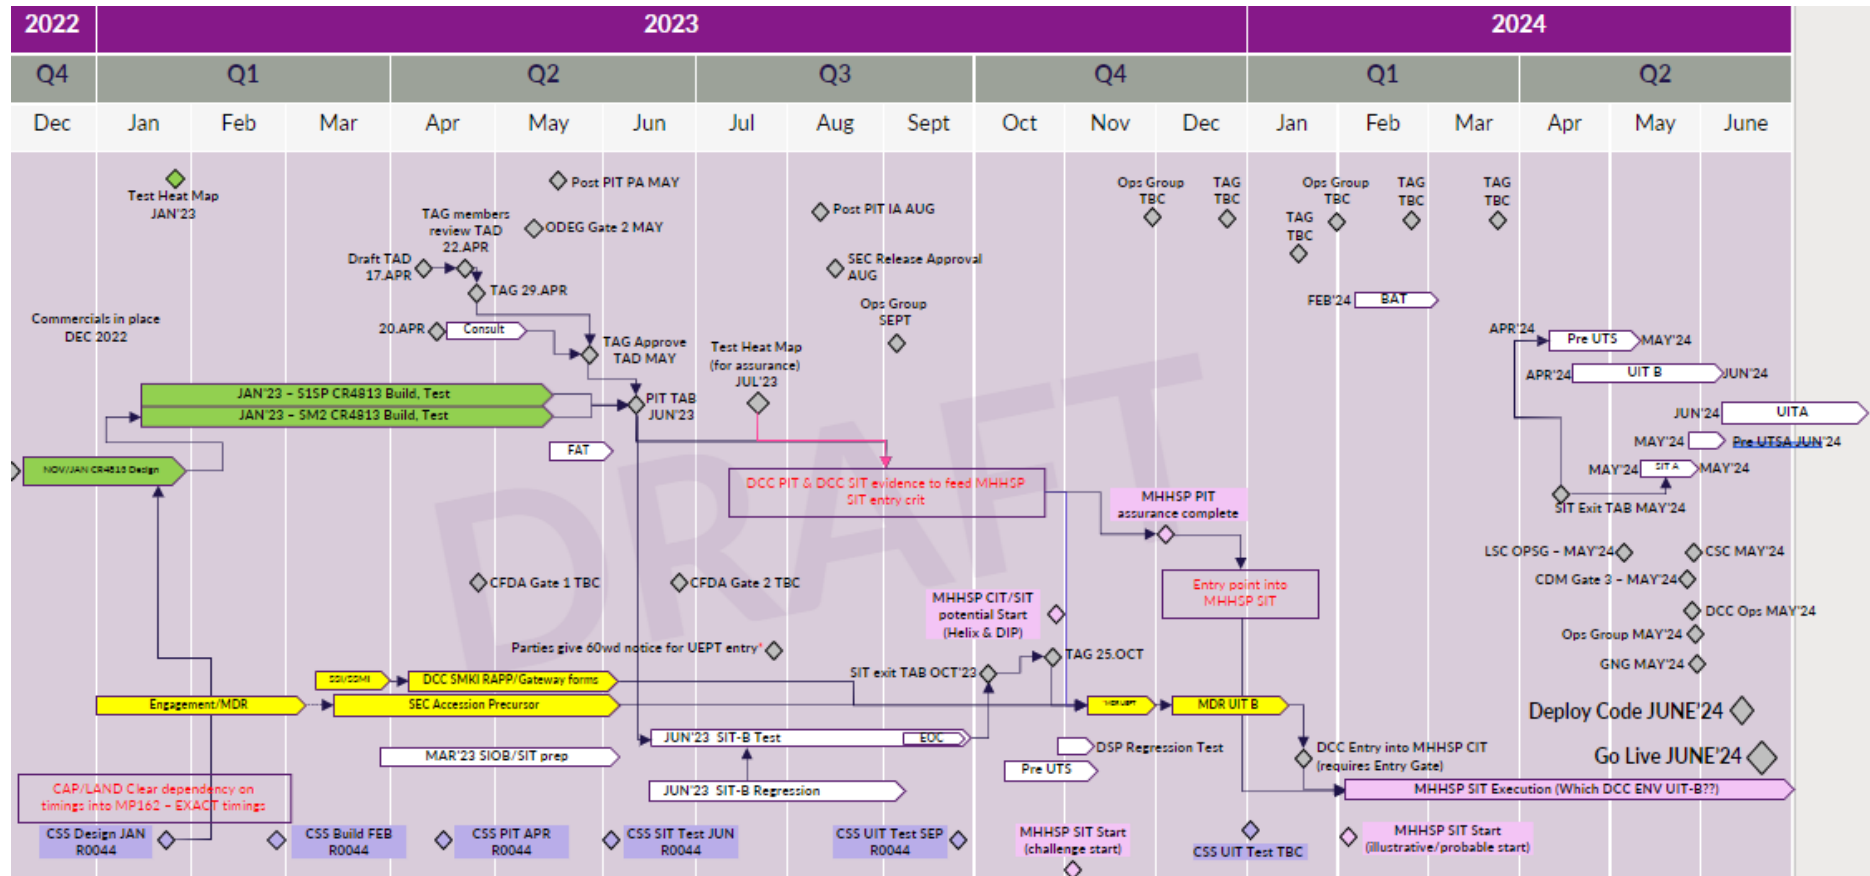 2022
2023
2024
Q4
Q1
Q2
Q3
Q4
Q1
Q2
Dec
Jan
Feb
Mar
Apr
May
Jun
Jul
Aug
Sept
Oct
Nov
Dec
Jan
Feb
Mar
Apr
May
June
DRAFT
Test Heat Map
JAN'23
Post PIT PA MAY
TAG members
review TAD
22.APR
ODEG Gate 2 MAY
Draft TAD
17.APR
TAG 29.APR
Commercials in place
DEC 2022
20.APR
Consult
TAG Approve
TAD MAY
Post PIT IA AUG
SEC Release Approval
AUG
Ops Group
SEPT
Test Heat Map
(for assurance)
JUL'23
Ops Group
TBC
TAG
TBC
Ops Group
TBC
TAG
TBC
TAG
TBC
TAG
TBC
FEB'24
BAT
APR'24
Pre UTS
MAY'24
APR'24
UIT B
JUN'24
JUN'24
UITA
MAY'24
Pre UTSA JUN'24
MAY'24
SIT A
MAY'24
SIT Exit TAB MAY'24
JAN'23 – S1SP CR4813 Build, Test
JAN'23 – SM2 CR4813 Build, Test
PIT TAB
JUN'23
FAT
NOV/JAN CR4813 Design
DCC PIT & DCC SIT evidence to feed MHHSP
SIT entry crit
MHHSP PIT
assurance complete
Entry point into
MHHSP SIT
LSC OPSG – MAY'24
CSC MAY'24
CDM Gate 3 – MAY'24
DCC Ops MAY'24
Ops Group MAY'24
GNG MAY'24
Deploy Code JUNE'24
Go Live JUNE'24
CFDA Gate 1 TBC
CFDA Gate 2 TBC
MHHSP CIT/SIT
potential Start
(Helix & DIP)
Parties give 60wd notice for UEPT entry*
SIT exit TAB OCT'23
TAG 25.OCT
SSI/SSMI
DCC SMKI RAPP/Gateway forms
Engagement/MDR
SEC Accession Precursor
MDR UIT B
JUN'23 SIT-B Test
EOC
MAR'23 SIOB/SIT prep
DSP Regression Test
Pre UTS
JUN'23 SIT-B Regression
DCC Entry into MHHSP CIT
(requires Entry Gate)
MHHSP SIT Execution (Which DCC ENV UIT-B??)
CAP/LAND Clear dependency on
timings into MP162 – EXACT timings
CSS Design JAN
R0044
CSS Build FEB
R0044
CSS PIT APR
R0044
CSS SIT Test JUN
R0044
CSS UIT Test SEP
R0044
MHHSP SIT Start
(challenge start)
CSS UIT Test TBC
MHHSP SIT Start
(illustrative/probable start)